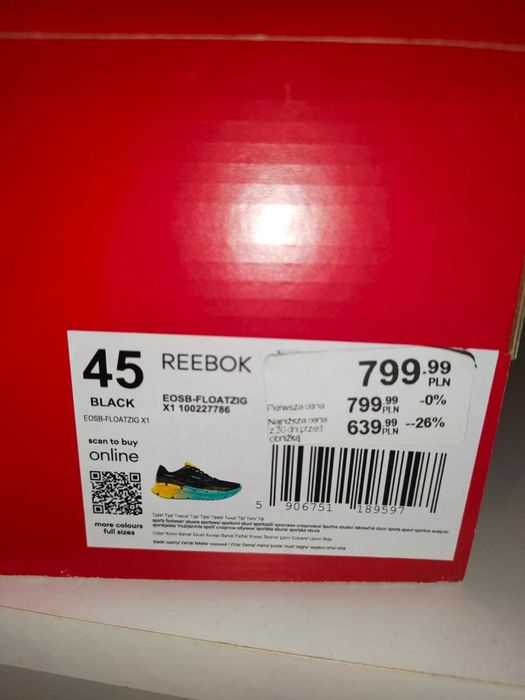 45
REEBOK
BLACK
EOSB-FLOATZIG
X1 100227786
EOSB-FLOATZIG X1
scan to buy
online
more colours
full sizes
799.99
PLN
Pierwsza cena 799.99 PLN -0%
Najniższa cena
z 30 dni przed
obniżką
639.99 PLN --26%
5 906751 189597